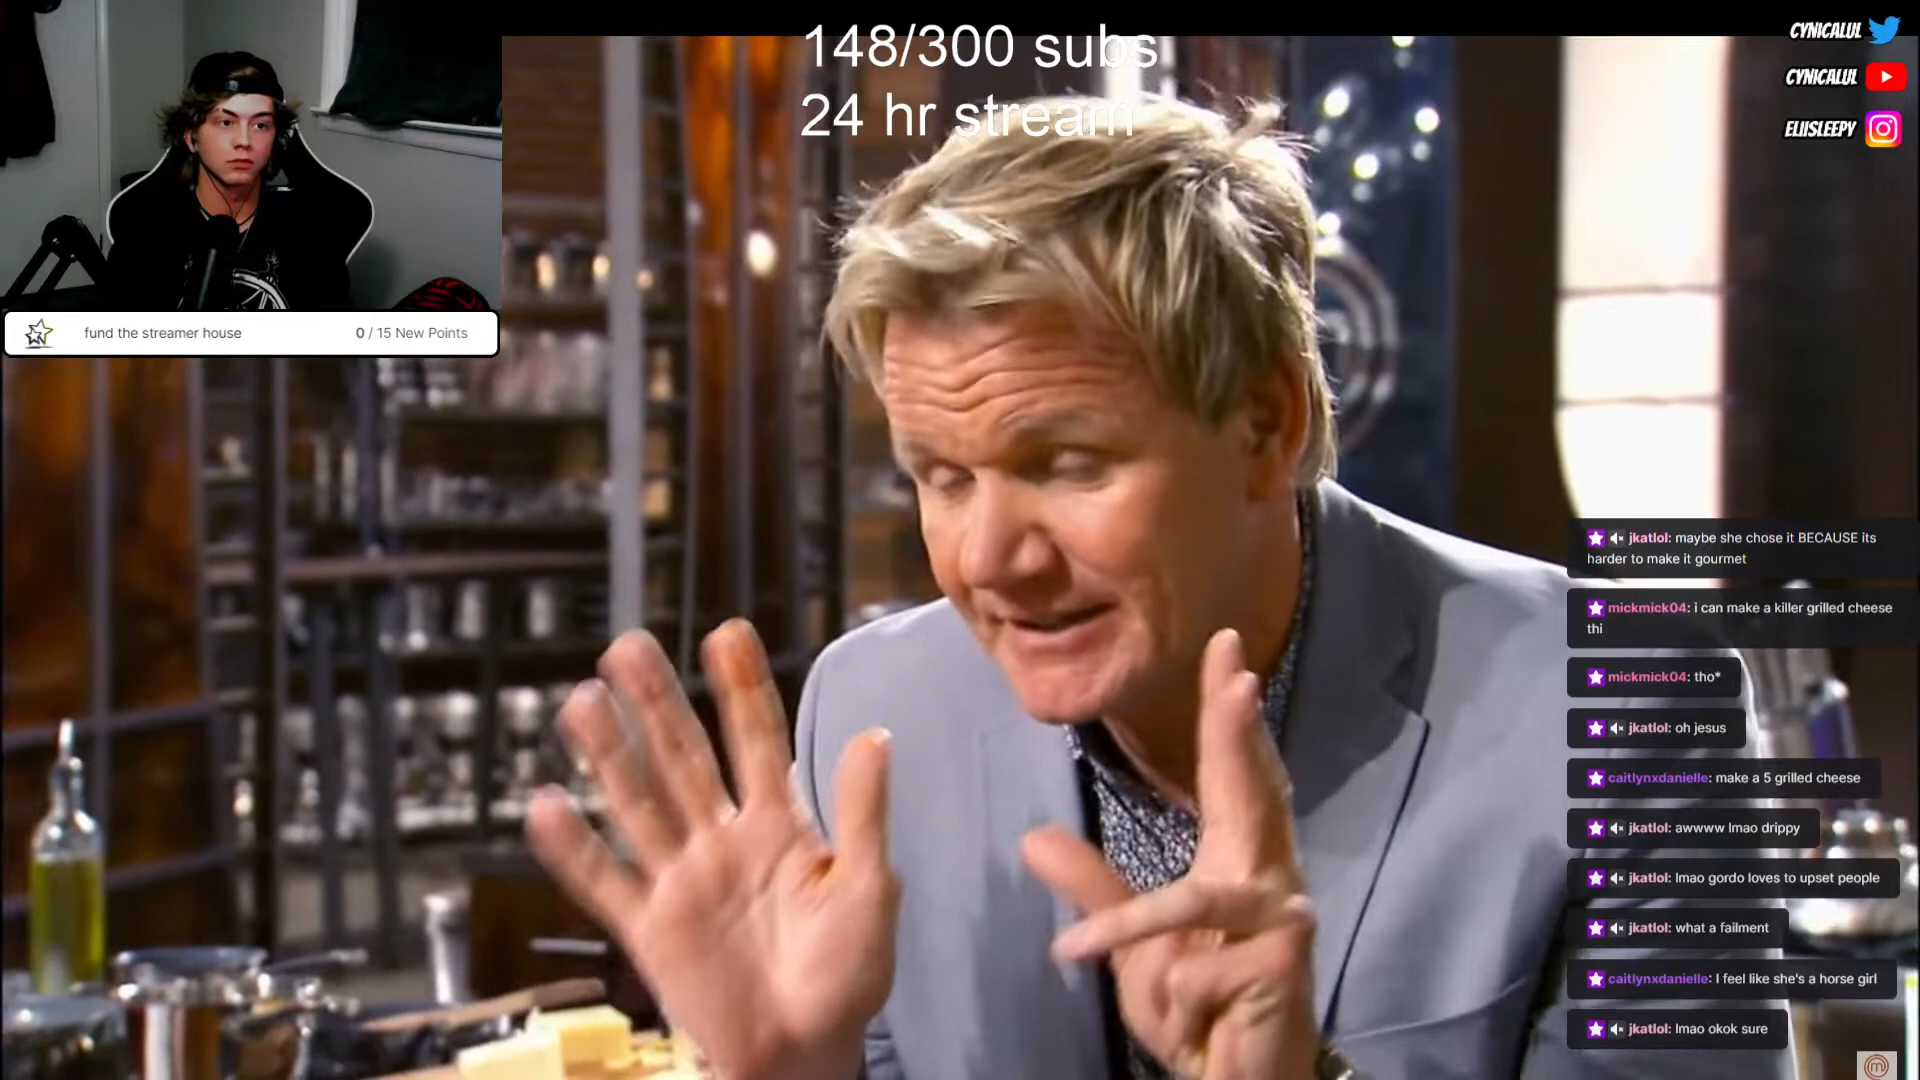 148/300 subs
24 hr stream
CYNICALUL
CYNICALUL
ELIISLEEPY
fund the streamer house
0 / 15 New Points
jkatlol: maybe she chose it BECAUSE its
harder to make it gourmet
mickmick04: i can make a killer grilled cheese
thi
mickmick04: tho*
jkatlol: oh jesus
caitlynxdanielle: make a 5 grilled cheese
jkatlol: awwww lmao drippy
jkatlol: lmao gordo loves to upset people
jkatlol: what a failment
caitlynxdanielle: I feel like she's a horse girl
jkatlol: lmao okok sure